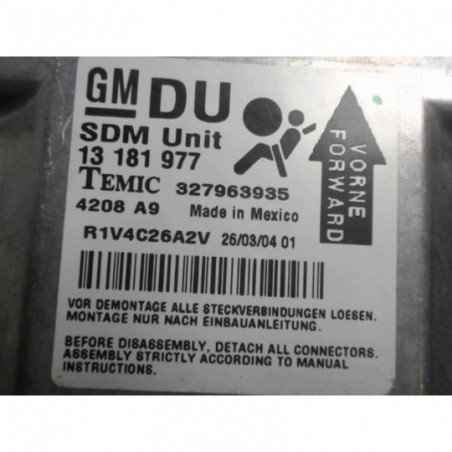 GM DU
SDM Unit
13 181 977
TEMIC 327963935
4208 A9 Made in Mexico
R1V4C26A2V 26/03/04 01
VORNE
FORWARD
VOR DEMONTAGE ALLE STECKVERBINDUNGEN LOESEN.
MONTAGE NUR NACH EINBAUANLEITUNG.
BEFORE DISASSEMBLY, DETACH ALL CONNECTORS.
ASSEMBLY STRICTLY ACCORDING TO MANUAL
INSTRUCTIONS.